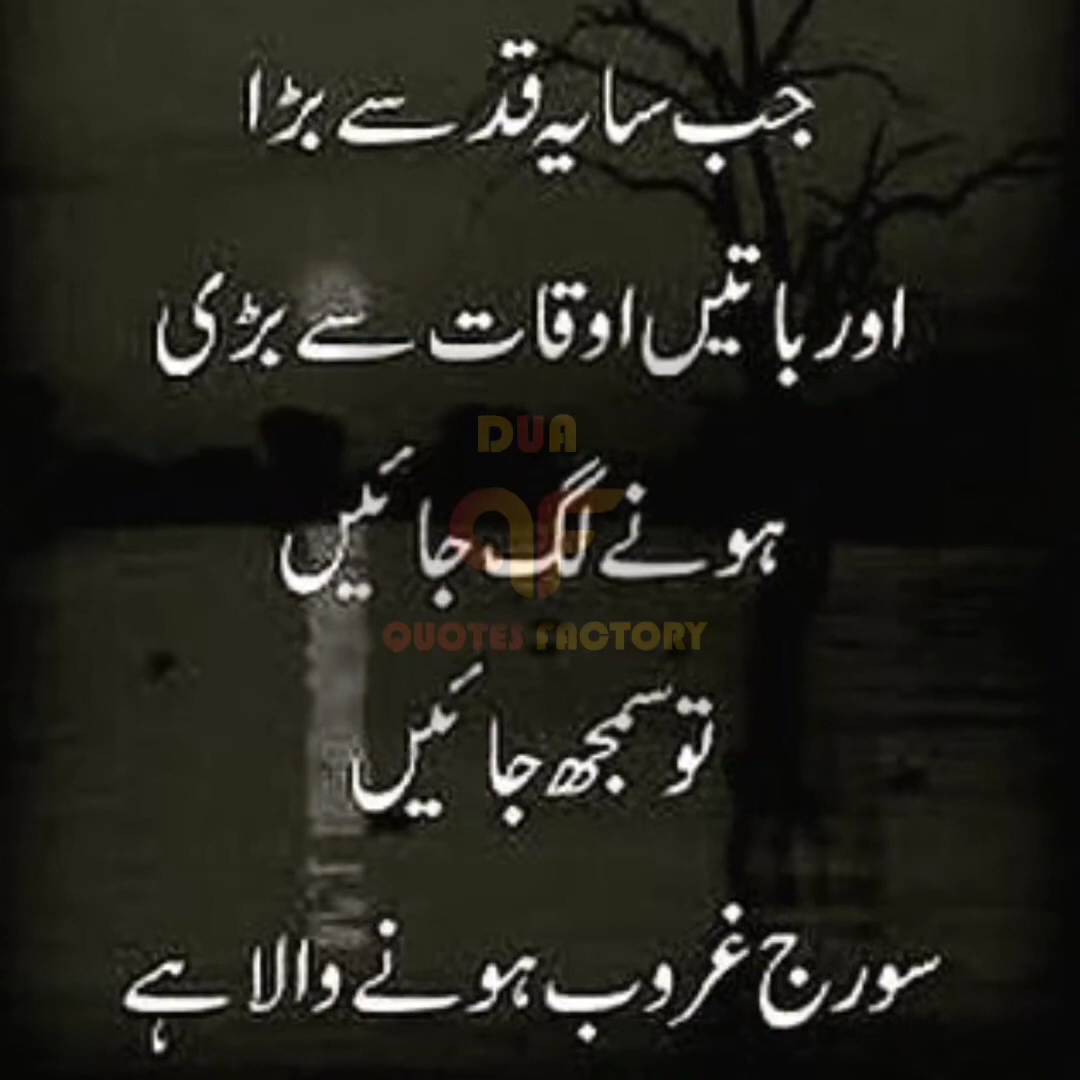 جب سایہ قد سے بڑا
اور باتیں اوقات سے بڑی
DUA
QF
ہونے لگ جائیں
QUOTES FACTORY
تو سمجھ جائیں
سورج غروب ہونے والا ہے